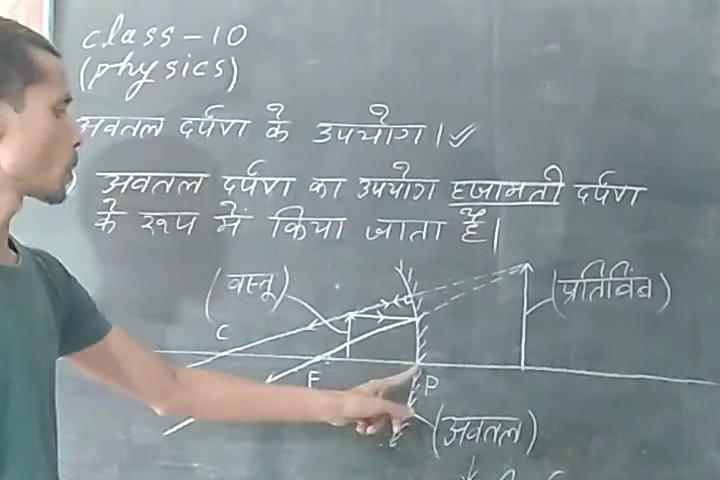 class-10
(physics)
अवतल दर्पण के उपयोग।
अवतल दर्पण का उपयोग हजामती दर्पण
के रूप में किया जाता है।
(वस्तू)
(प्रतिविंब)
C
F
P
(अवतल)